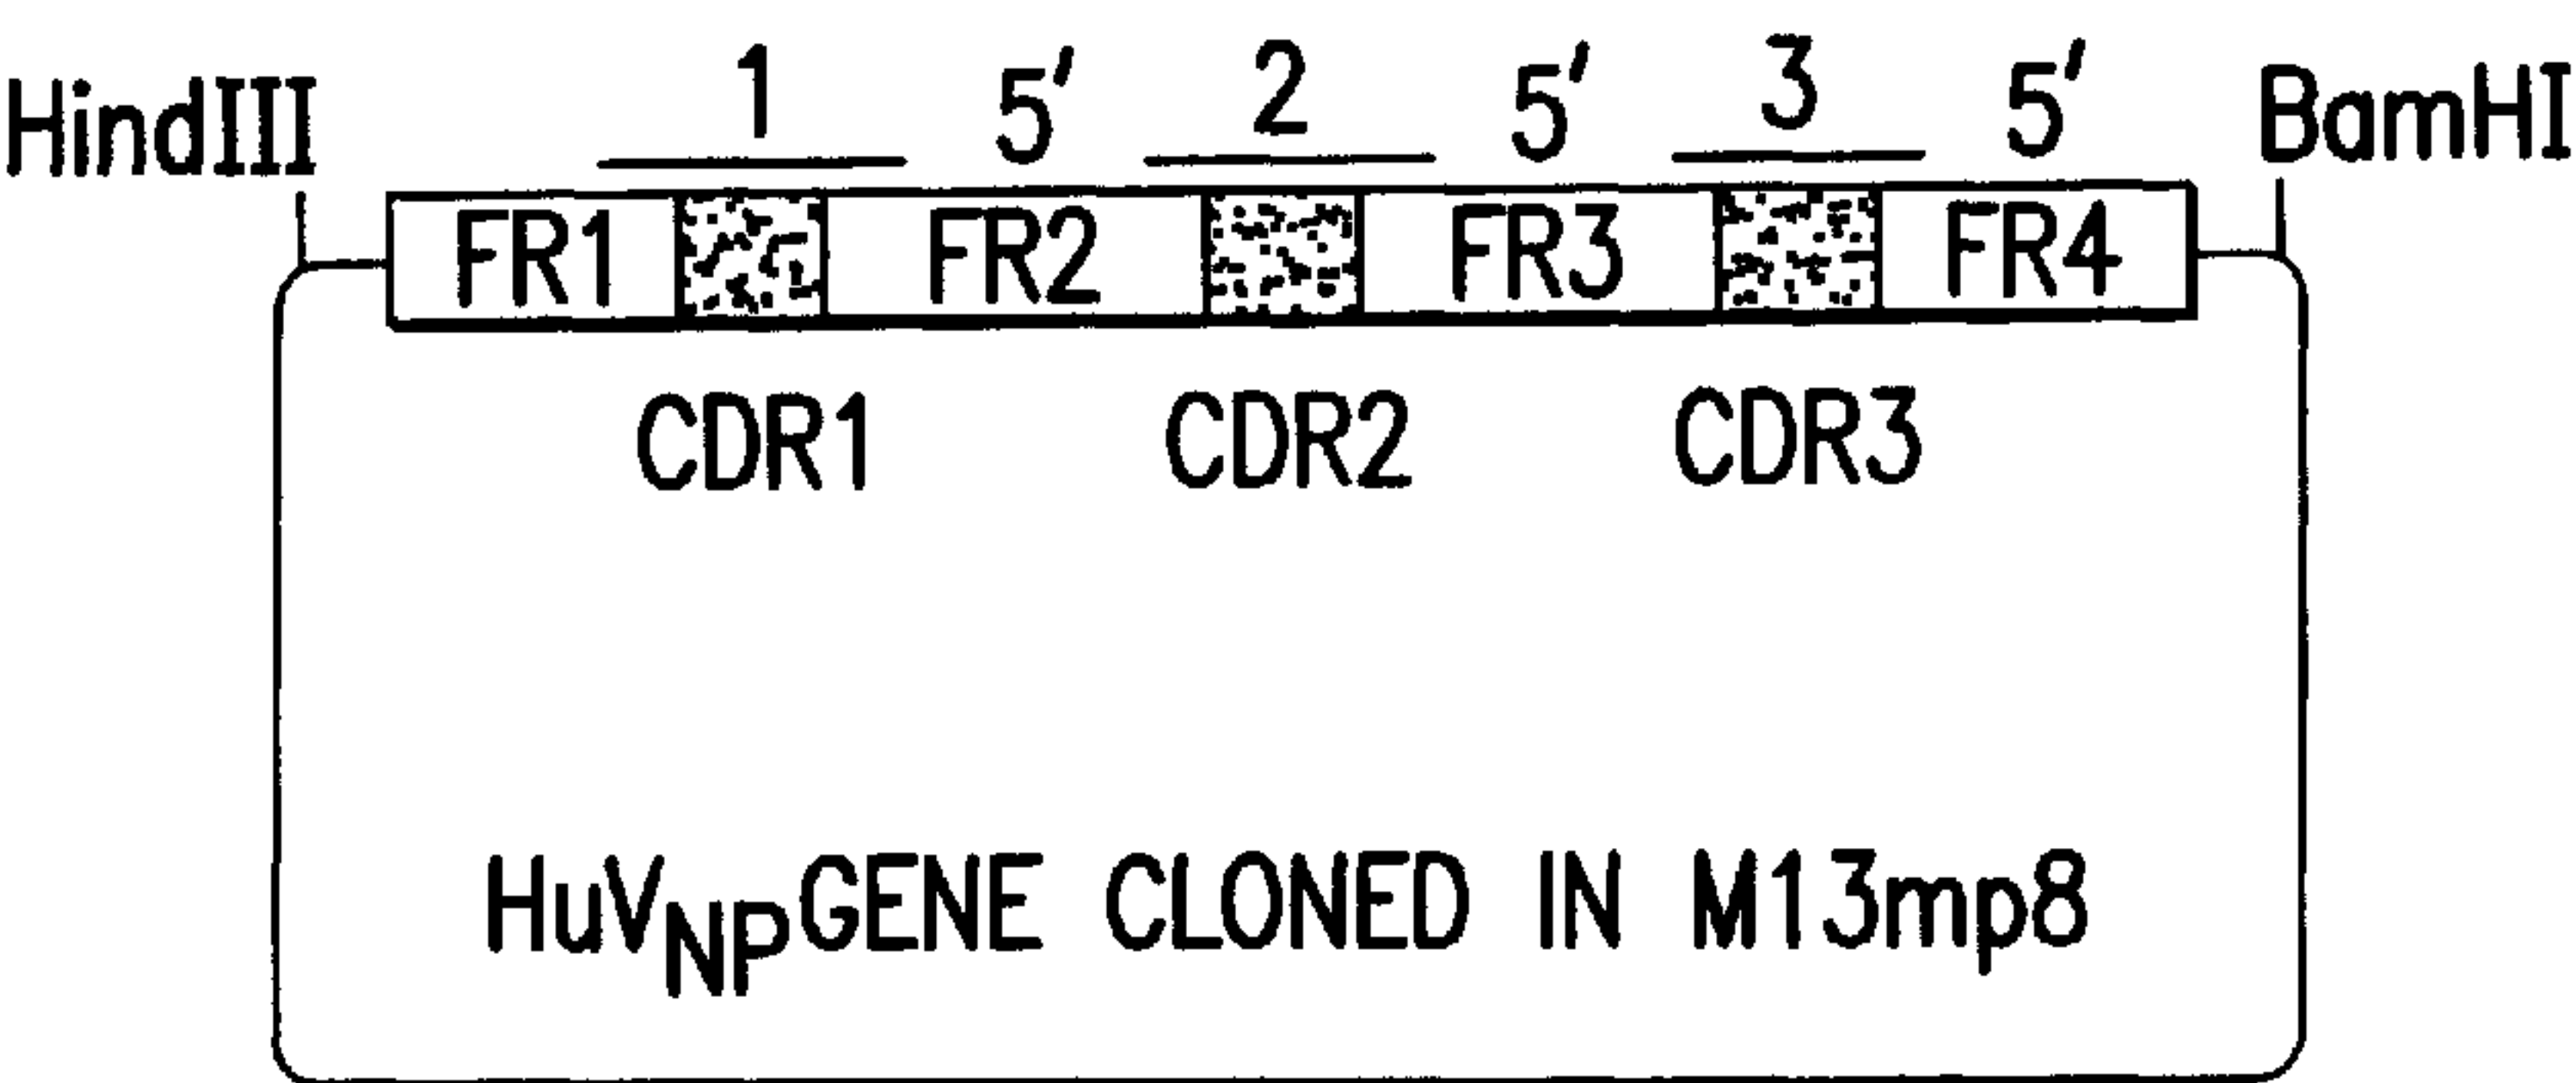 HindIII 1 5' 2 5' 3 5' BamHI
FR1 FR2 FR3 FR4
CDR1 CDR2 CDR3
HuVNPGENE CLONED IN M13mp8